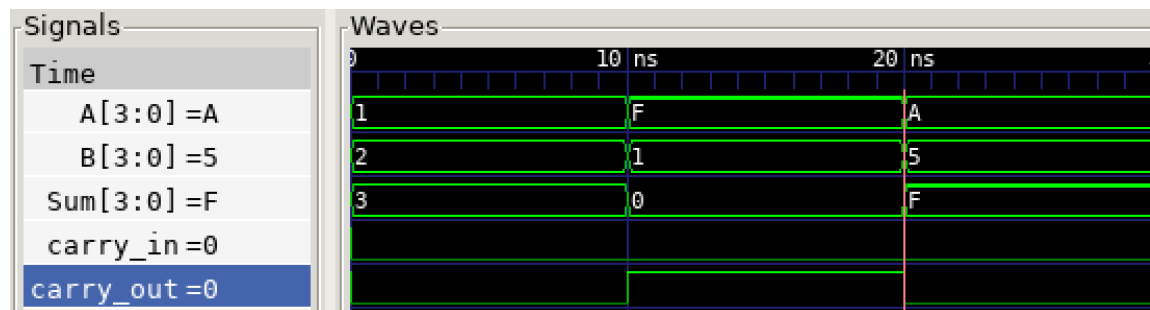 Signals
Waves
Time
10 ns
20 ns
A[3:0]=A
1
F
A
B[3:0]=5
2
1
5
Sum[3:0]=F
3
0
F
carry_in=0
carry_out=0